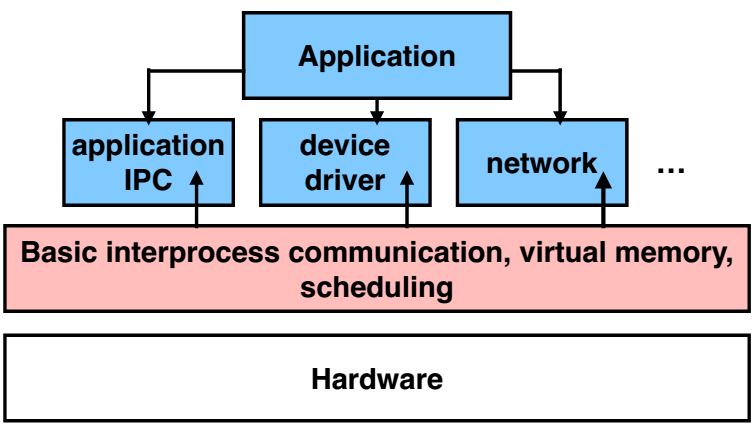 Application
application
IPC
device
driver
network
...
Basic interprocess communication, virtual memory,
scheduling
Hardware